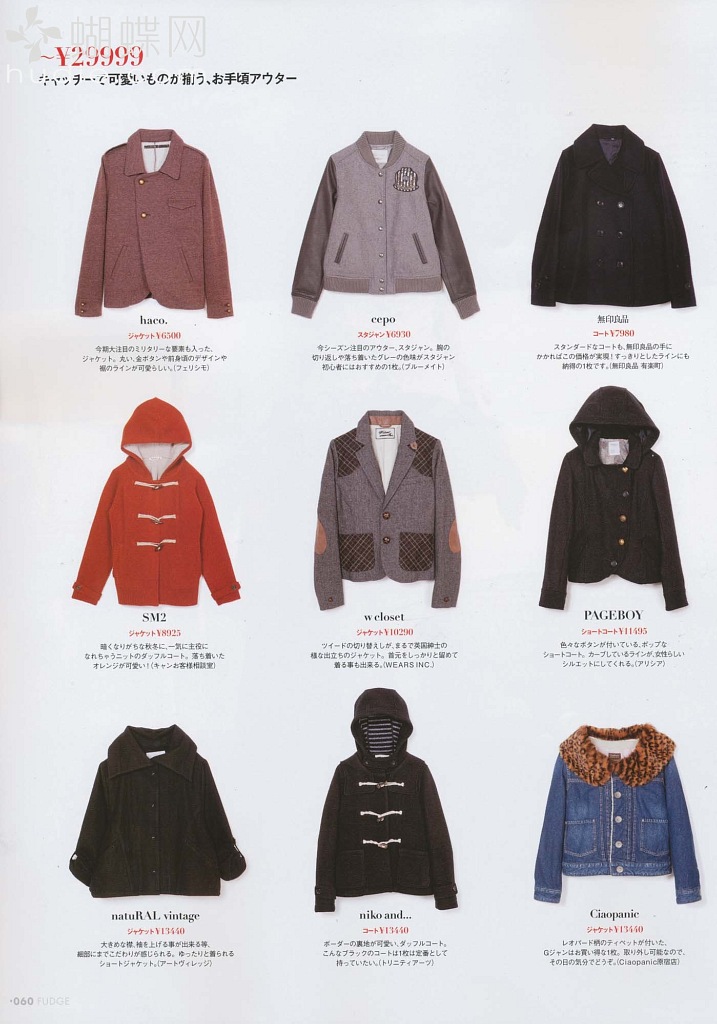 蝴蝶网
~¥29999
キャッチーで可愛いものが揃う、お手頃アウター
haco.
ジャケット¥6500
今期大注目のミリタリーな要素も入った、
ジャケット。丸い、金ボタンや前身頃のデザインや
裾のラインが可愛らしい。(フェリシモ)
cepo
スタジャン¥6930
今シーズン注目のアウター、スタジャン。胸の
切り返しや落ち着いたグレーの色味がスタジャン
初心者にはおすすめの1枚。(ブルーメイト)
無印良品
コート¥7980
スタンダードなコートも、無印良品の手に
かかればこの価格が実現!すっきりとしたラインにも
納得の1枚です。(無印良品 有楽町)
SM2
ジャケット¥8925
暗くなりがちな秋冬に、一気に主役に
なれちゃうニットのダッフルコート。落ち着いた
オレンジが可愛い!(キャンお客様相談室)
w closet
ジャケット¥10290
ツイードの切り替えしが、まるで英国紳士の
様な出立ちのジャケット。首元をしっかりと留めて
着る事も出来る。(WEARS INC.)
PAGEBOY
ショートコート¥11495
色々なボタンが付いている、ポップな
ショートコート。カーブしているラインが、女性らしい
シルエットにしてくれる。(アリシア)
natuRAL vintage
ジャケット¥13440
大きめな襟、袖を上げる事が出来る等、
細部にまでこだわりが感じられる。ゆったりと着られる
ショートジャケット。(アートヴィレッジ)
niko and...
コート¥13440
ボーダーの裏地が可愛い、ダッフルコート。
こんなブラックのコートは1枚は定番として
持っていたい。(トリニティアーツ)
Ciaopanic
ジャケット¥13440
レオパード柄のティペットが付いた、
Gジャンはお買い得な1枚。取り外し可能なので、
その日の気分でどうぞ。(Ciaopanic原宿店)
060 FUDGE